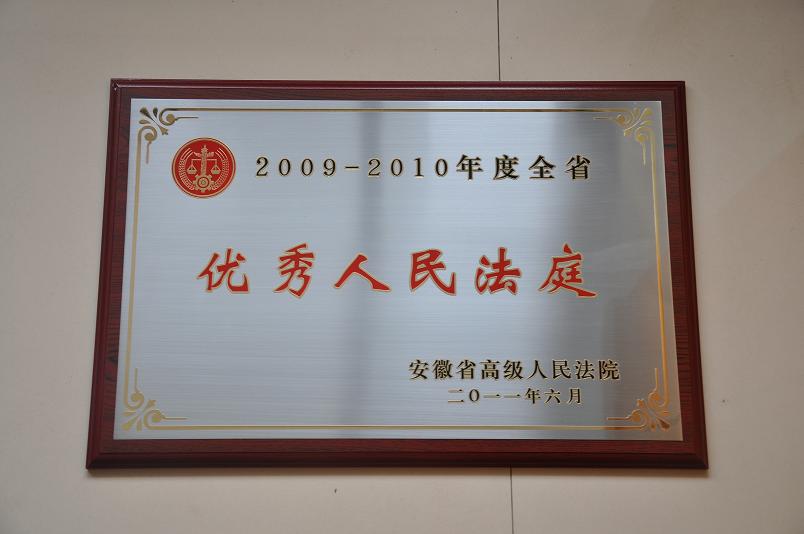 2009-2010年度全省
优秀人民法庭
安徽省高级人民法院
二〇一一年六月